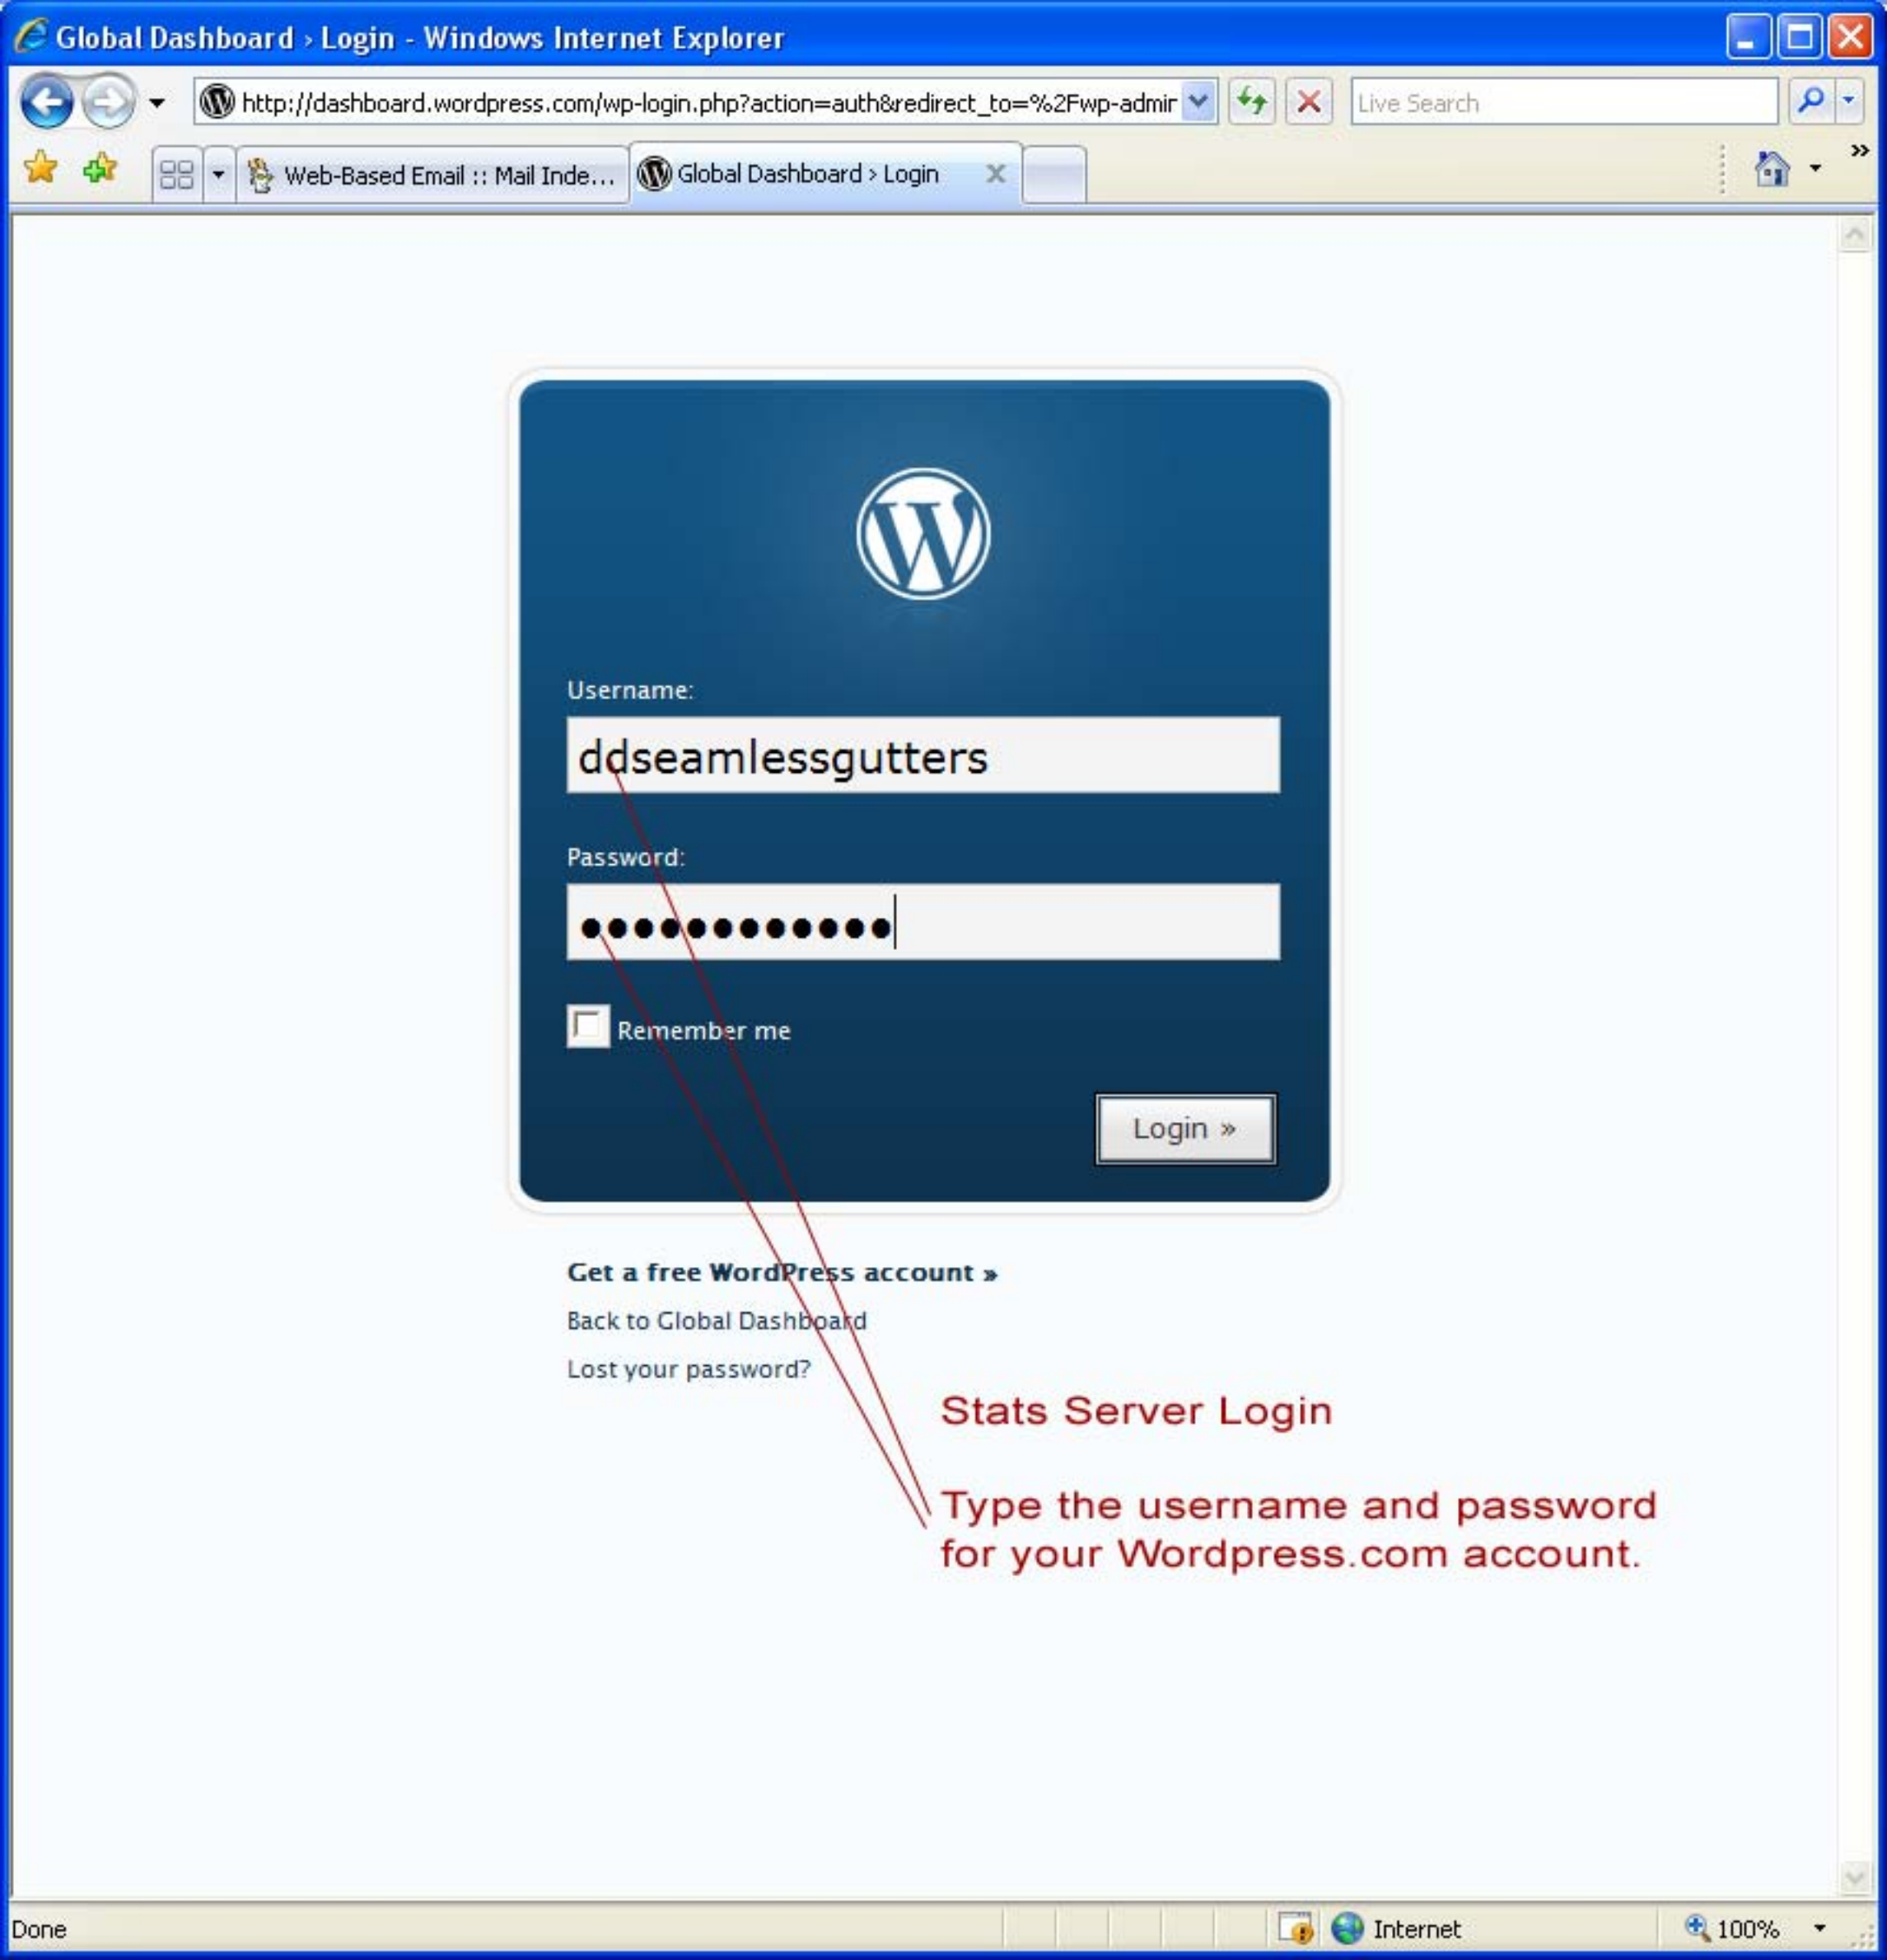 Global Dashboard › Login - Windows Internet Explorer
http://dashboard.wordpress.com/wp-login.php?action=auth&redirect_to=%2Fwp-admir
Live Search
Web-Based Email :: Mail Inde...
Global Dashboard › Login
Username:
ddseamlessgutters
Password:
●●●●●●●●●●●●
Remember me
Login »
Get a free WordPress account »
Back to Global Dashboard
Lost your password?
Stats Server Login
Type the username and password
for your Wordpress.com account.
Done
Internet
100%